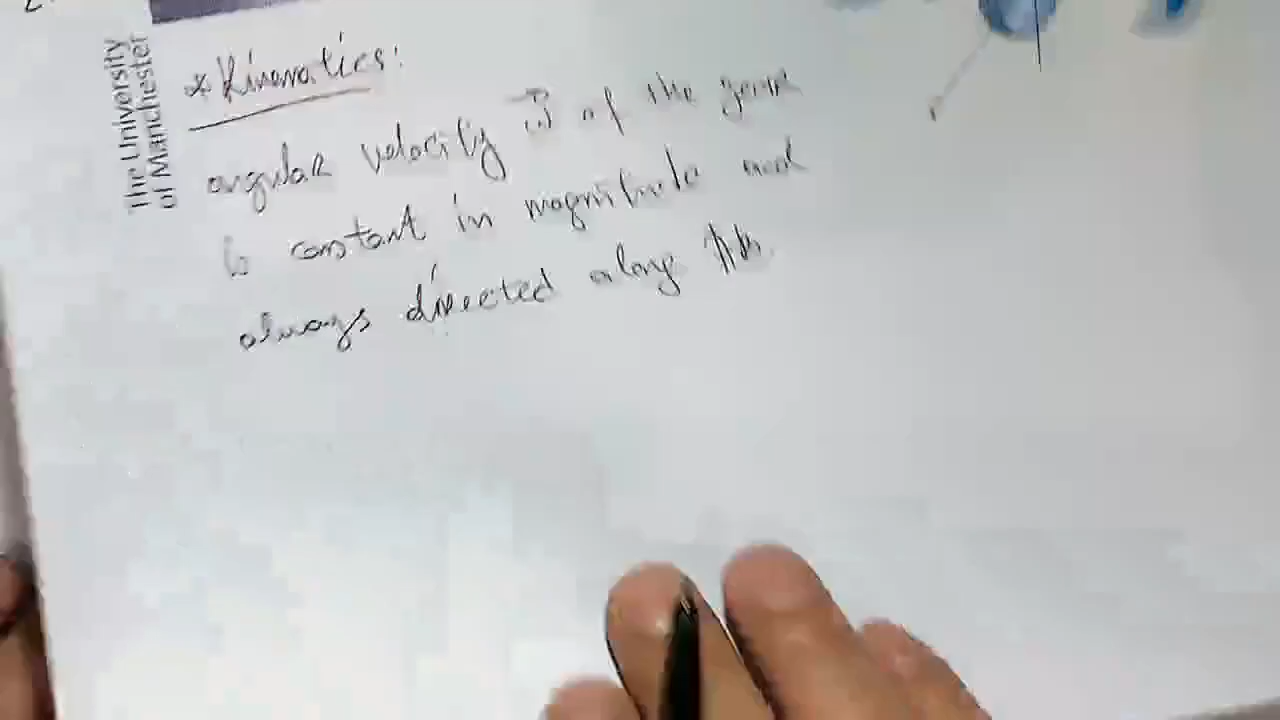 The University
of Manchester
* Kinematics:
angular velocity ω of the
is constant in magnitude and
always directed along